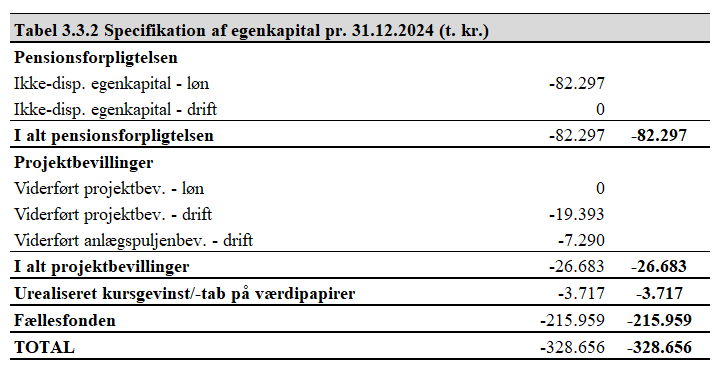 Tabel 3.3.2 Specifikation af egenkapital pr. 31.12.2024 (t. kr.)
Pensionsforpligtelsen
Ikke-disp. egenkapital - løn -82.297
Ikke-disp. egenkapital - drift 0
I alt pensionsforpligtelsen -82.297 -82.297
Projektbevillinger
Viderført projektbev. - løn 0
Viderført projektbev. - drift -19.393
Viderført anlægspuljenbev. - drift -7.290
I alt projektbevillinger -26.683 -26.683
Urealiseret kursgevinst/-tab på værdipapirer -3.717 -3.717
Fællesfonden -215.959 -215.959
TOTAL -328.656 -328.656